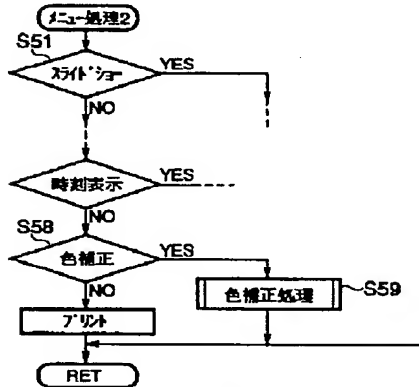 メニュー処理2
S51
スライドショー
YES
NO
時刻表示
YES
NO
S58
色補正
YES
NO
色補正処理
S59
プリント
RET